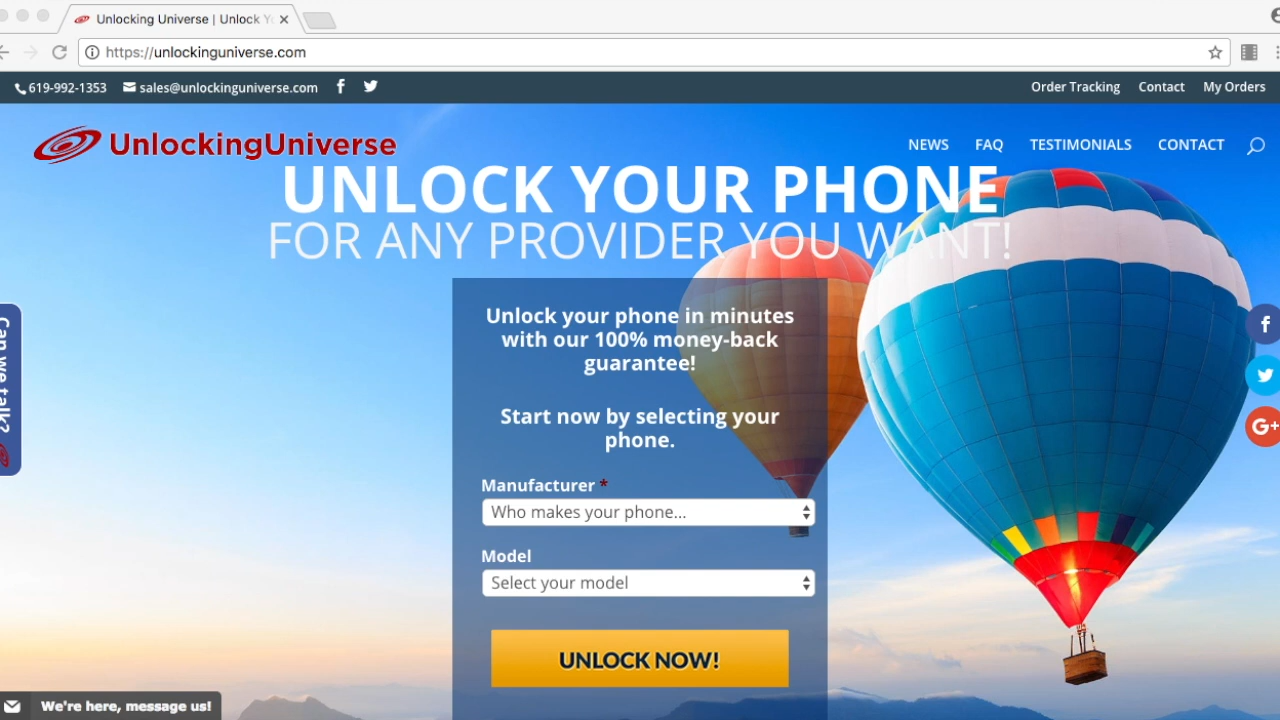 Unlocking Universe | Unlock Yo
https://unlockinguniverse.com
619-992-1353 sales@unlockinguniverse.com f Order Tracking Contact My Orders
UnlockingUniverse NEWS FAQ TESTIMONIALS CONTACT
UNLOCK YOUR PHONE
FOR ANY PROVIDER YOU WANT!
Unlock your phone in minutes
with our 100% money-back
guarantee!
Start now by selecting your
phone.
Manufacturer *
Who makes your phone...
Model
Select your model
UNLOCK NOW!
Can we talk?
f
G+
We're here, message us!